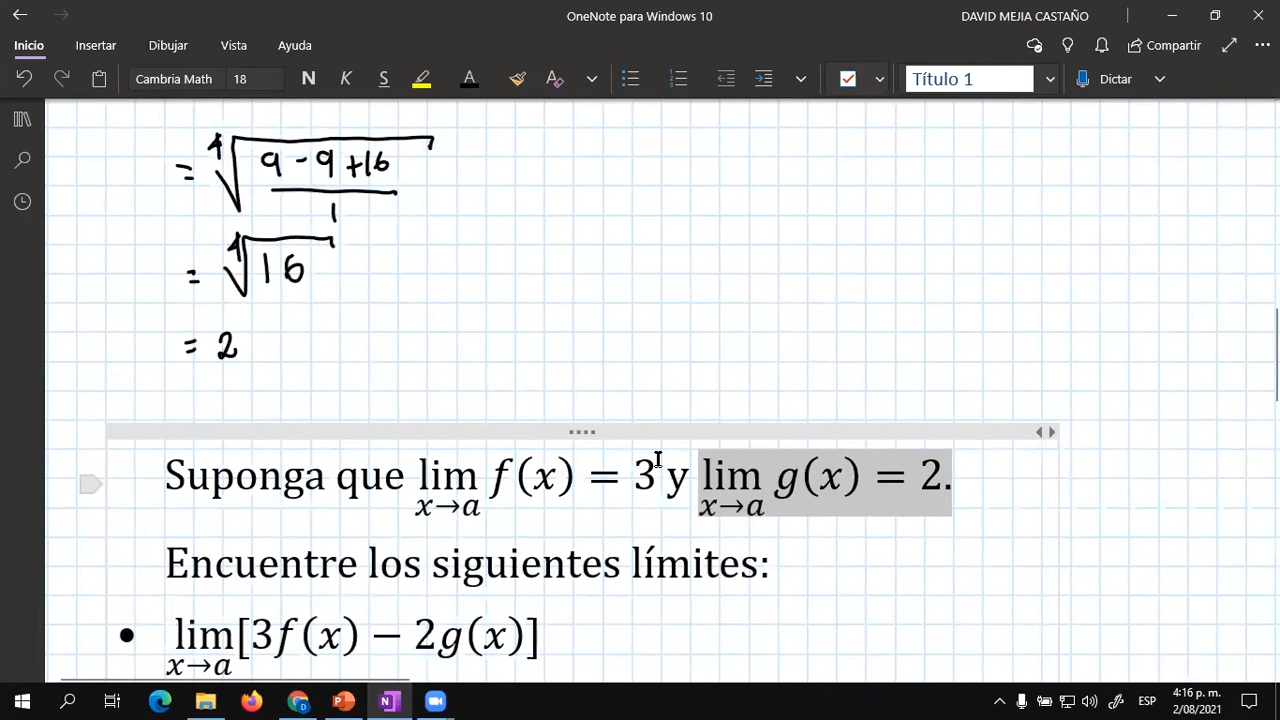 OneNote para Windows 10
DAVID MEJIA CASTAÑO
Inicio Insertar Dibujar Vista Ayuda
Compartir
Cambria Math 18 N K S A Título 1 Dictar
= ∜((9 - 9 + 16)/1)
= ∜16
= 2
Suponga que lim x→a f(x) = 3 y lim x→a g(x) = 2.
Encuentre los siguientes límites:
• lim x→a [3f(x) − 2g(x)]
ESP
4:16 p. m.
2/08/2021